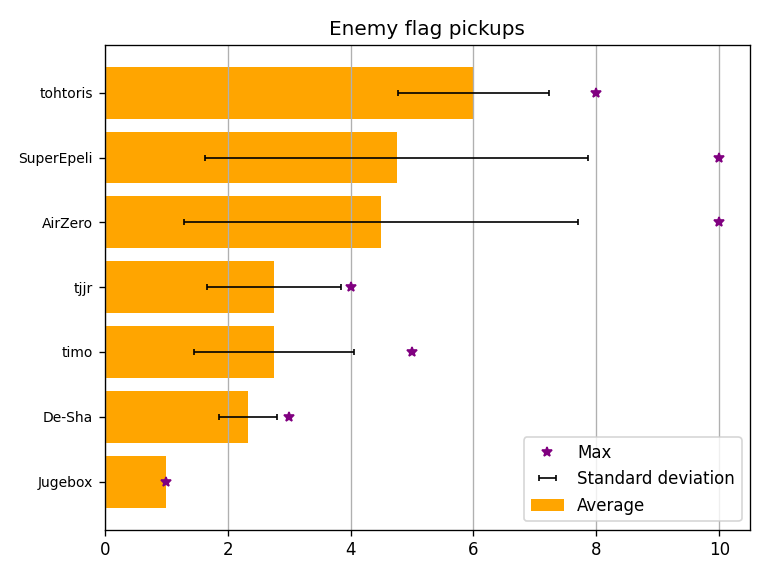 Enemy flag pickups
tohtoris
SuperEpeli
AirZero
tjjr
timo
De-Sha
Jugebox
Max
Standard deviation
Average
0 2 4 6 8 10